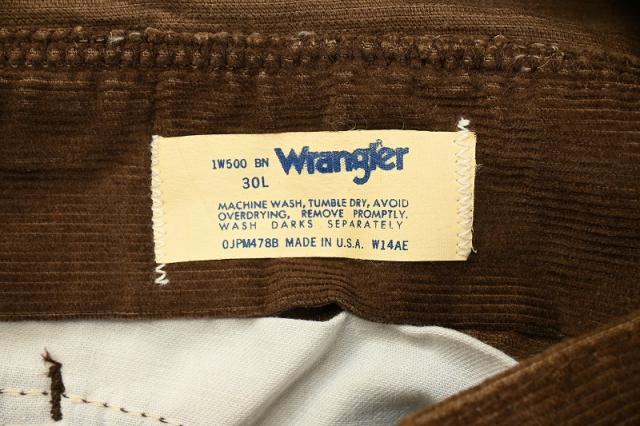 1W500 BN Wrangler
30L
MACHINE WASH, TUMBLE DRY, AVOID
OVERDRYING, REMOVE PROMPTLY.
WASH DARKS SEPARATELY
0JPM478B MADE IN U.S.A. W14AE